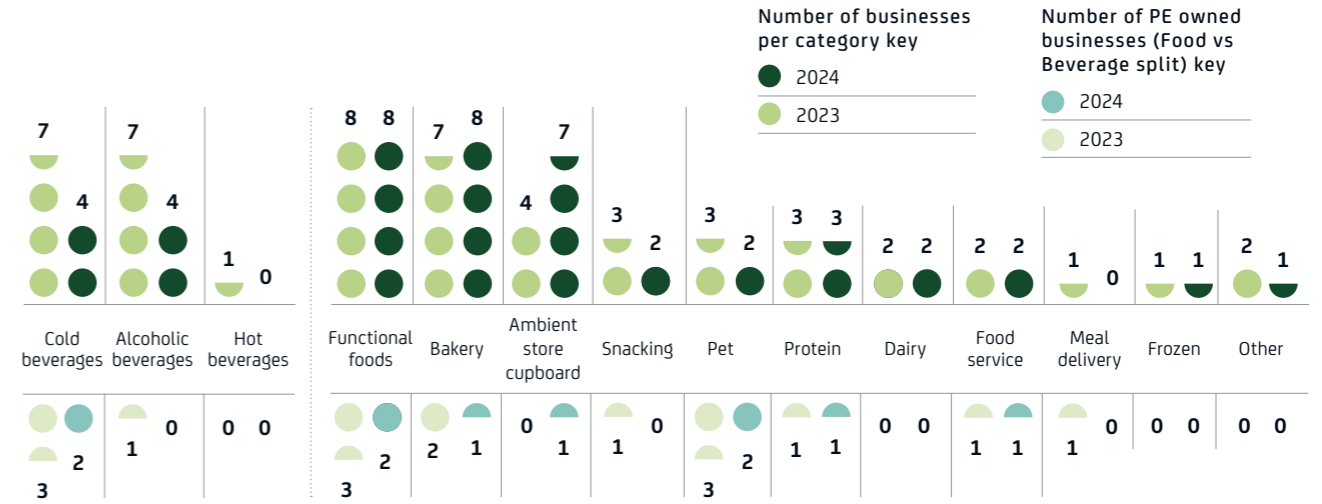 Number of businesses
per category key
2024
2023
Number of PE owned
businesses (Food vs
Beverage split) key
2024
2023
7 4
7 4
1 0
8 8
7 8
4 7
3 2
3 2
3 3
2 2
2 2
1 0
1 1
2 1
Cold
beverages
Alcoholic
beverages
Hot
beverages
Functional
foods
Bakery
Ambient
store
cupboard
Snacking
Pet
Protein
Dairy
Food
service
Meal
delivery
Frozen
Other
3 2
1 0
0 0
3 2
2 1
0 1
1 0
3 2
1 1
0 0
1 1
1 0
0 0
0 0